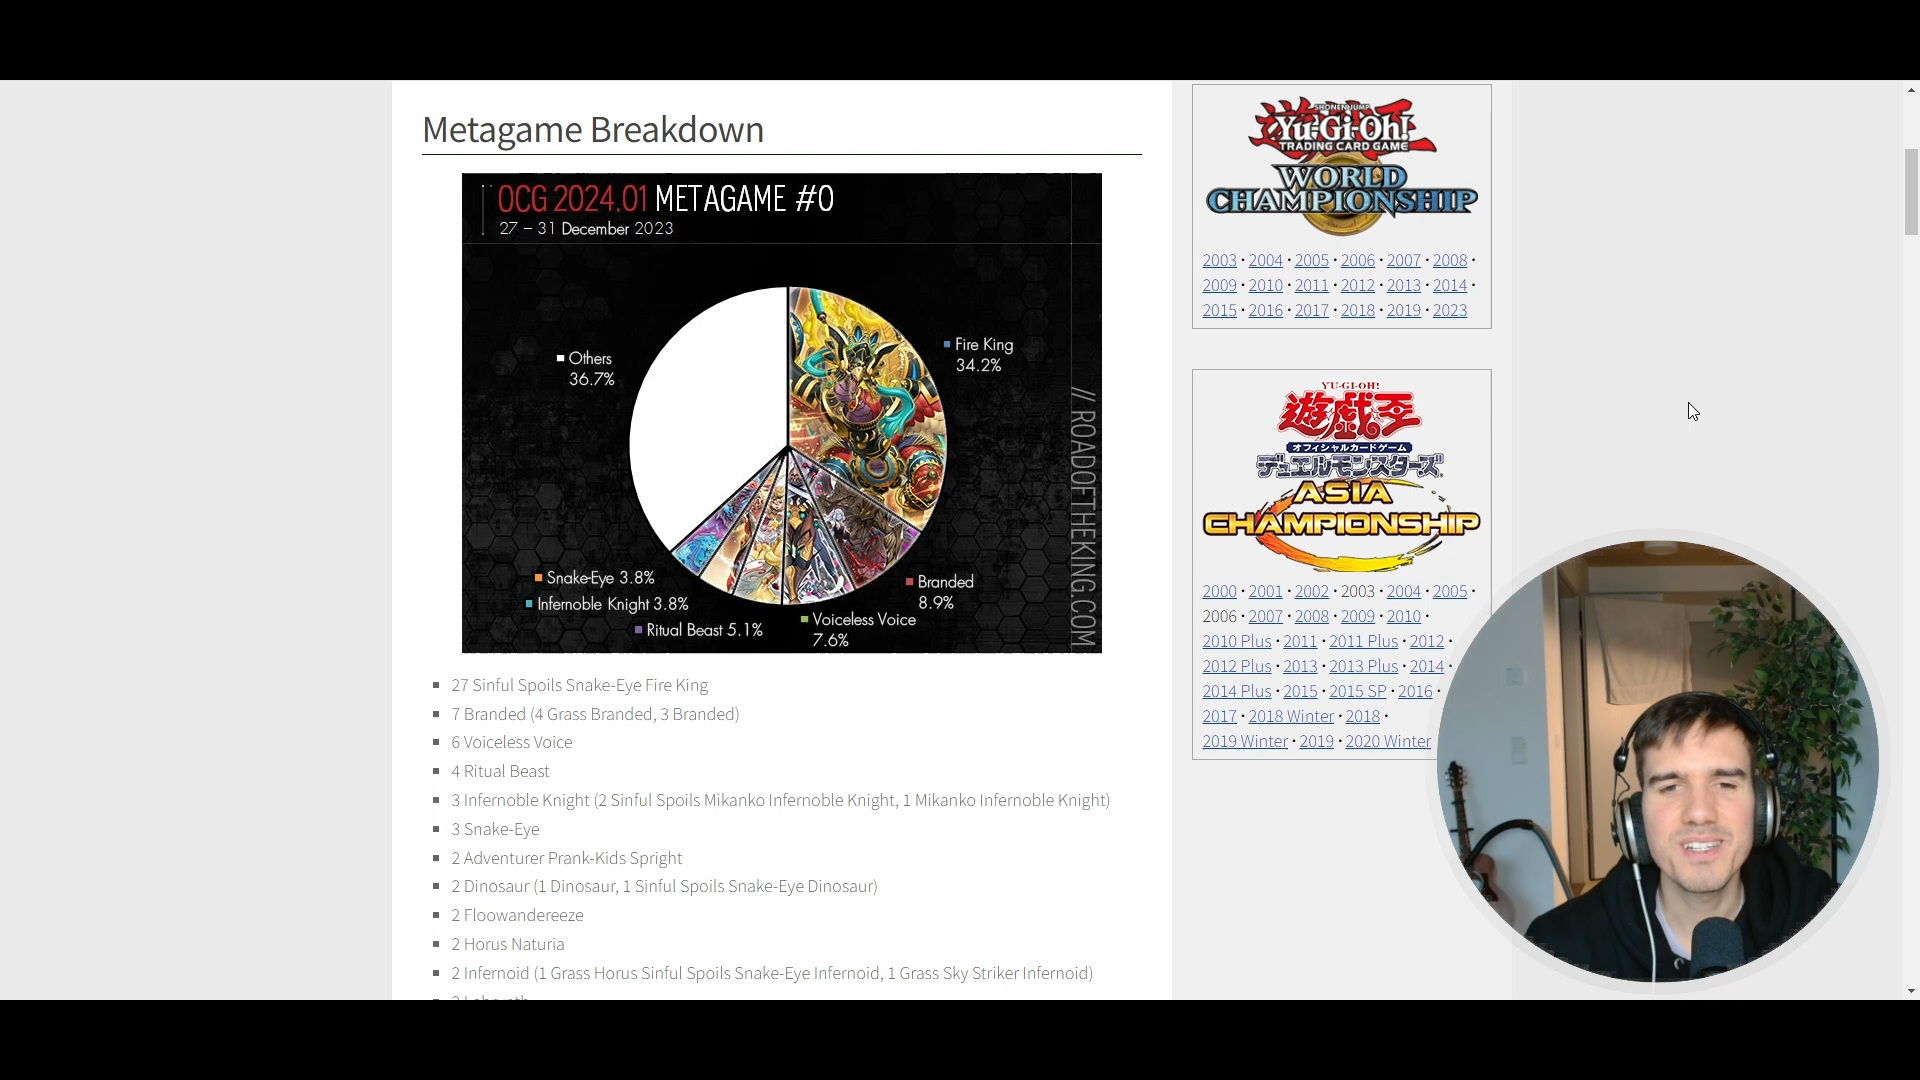 Metagame Breakdown
OCG 2024.01 METAGAME #0
27 – 31 December 2023
Others
36.7%
Fire King
34.2%
Snake-Eye 3.8%
Infernoble Knight 3.8%
Ritual Beast 5.1%
Voiceless Voice
7.6%
Branded
8.9%
// ROADOFTHEKING.COM
27 Sinful Spoils Snake-Eye Fire King
7 Branded (4 Grass Branded, 3 Branded)
6 Voiceless Voice
4 Ritual Beast
3 Infernoble Knight (2 Sinful Spoils Mikanko Infernoble Knight, 1 Mikanko Infernoble Knight)
3 Snake-Eye
2 Adventurer Prank-Kids Spright
2 Dinosaur (1 Dinosaur, 1 Sinful Spoils Snake-Eye Dinosaur)
2 Floowandereeze
2 Horus Naturia
2 Infernoid (1 Grass Horus Sinful Spoils Snake-Eye Infernoid, 1 Grass Sky Striker Infernoid)
SHONEN JUMP
遊戯王
Yu-Gi-Oh!
TRADING CARD GAME
WORLD
CHAMPIONSHIP
2003 · 2004 · 2005 · 2006 · 2007 · 2008 ·
2009 · 2010 · 2011 · 2012 · 2013 · 2014 ·
2015 · 2016 · 2017 · 2018 · 2019 · 2023
YU-GI-OH!
遊戯王
オフィシャルカードゲーム
デュエルモンスターズ
ASIA
CHAMPIONSHIP
2000 · 2001 · 2002 · 2003 · 2004 · 2005 ·
2006 · 2007 · 2008 · 2009 · 2010 ·
2010 Plus · 2011 · 2011 Plus · 2012 ·
2012 Plus · 2013 · 2013 Plus · 2014 ·
2014 Plus · 2015 · 2015 SP · 2016 ·
2017 · 2018 Winter · 2018 ·
2019 Winter · 2019 · 2020 Winter